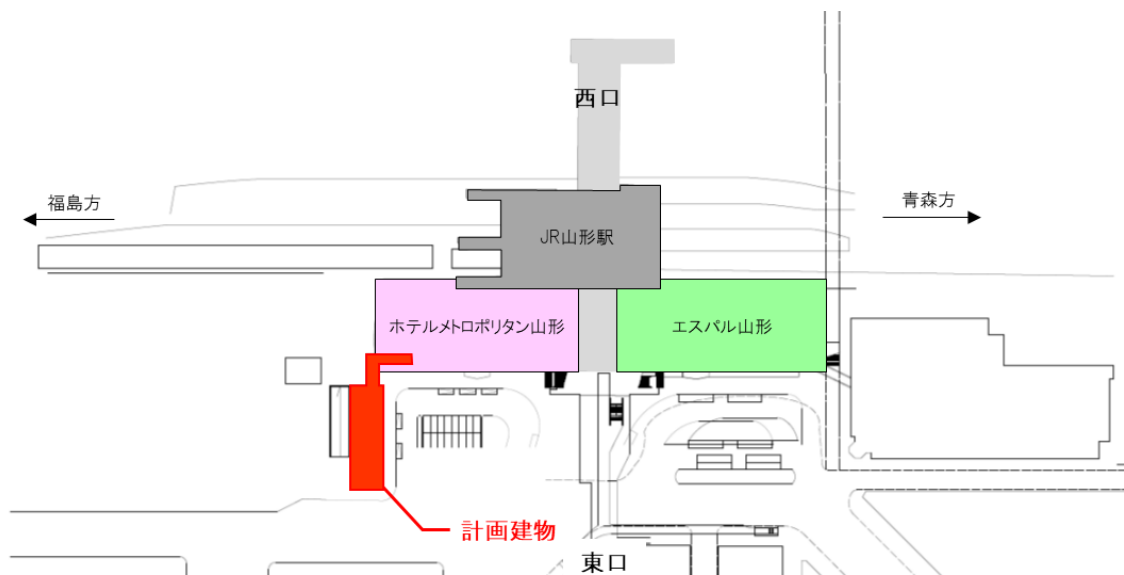 西口
福島方
青森方
JR山形駅
ホテルメトロポリタン山形
エスパル山形
計画建物
東口